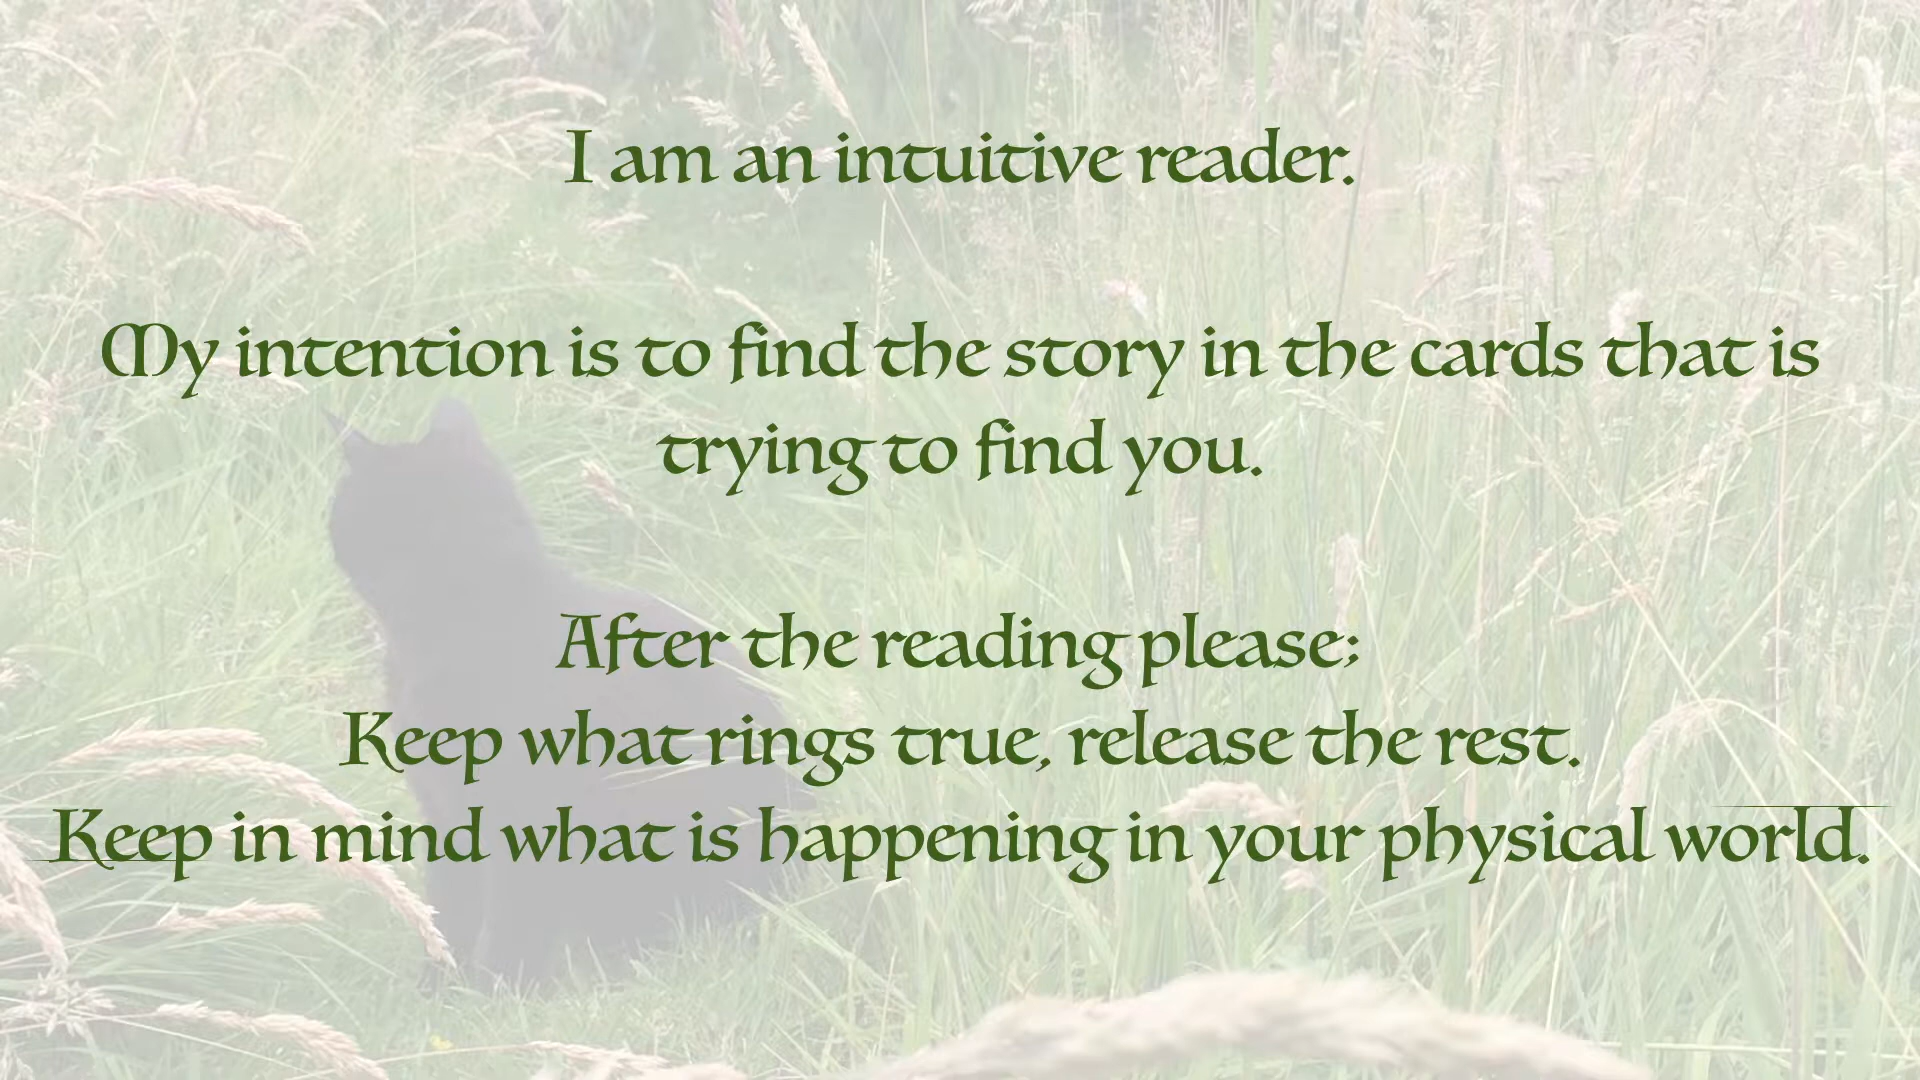 I am an intuitive reader.
My intention is to find the story in the cards that is
trying to find you.
After the reading please;
Keep what rings true, release the rest.
Keep in mind what is happening in your physical world.